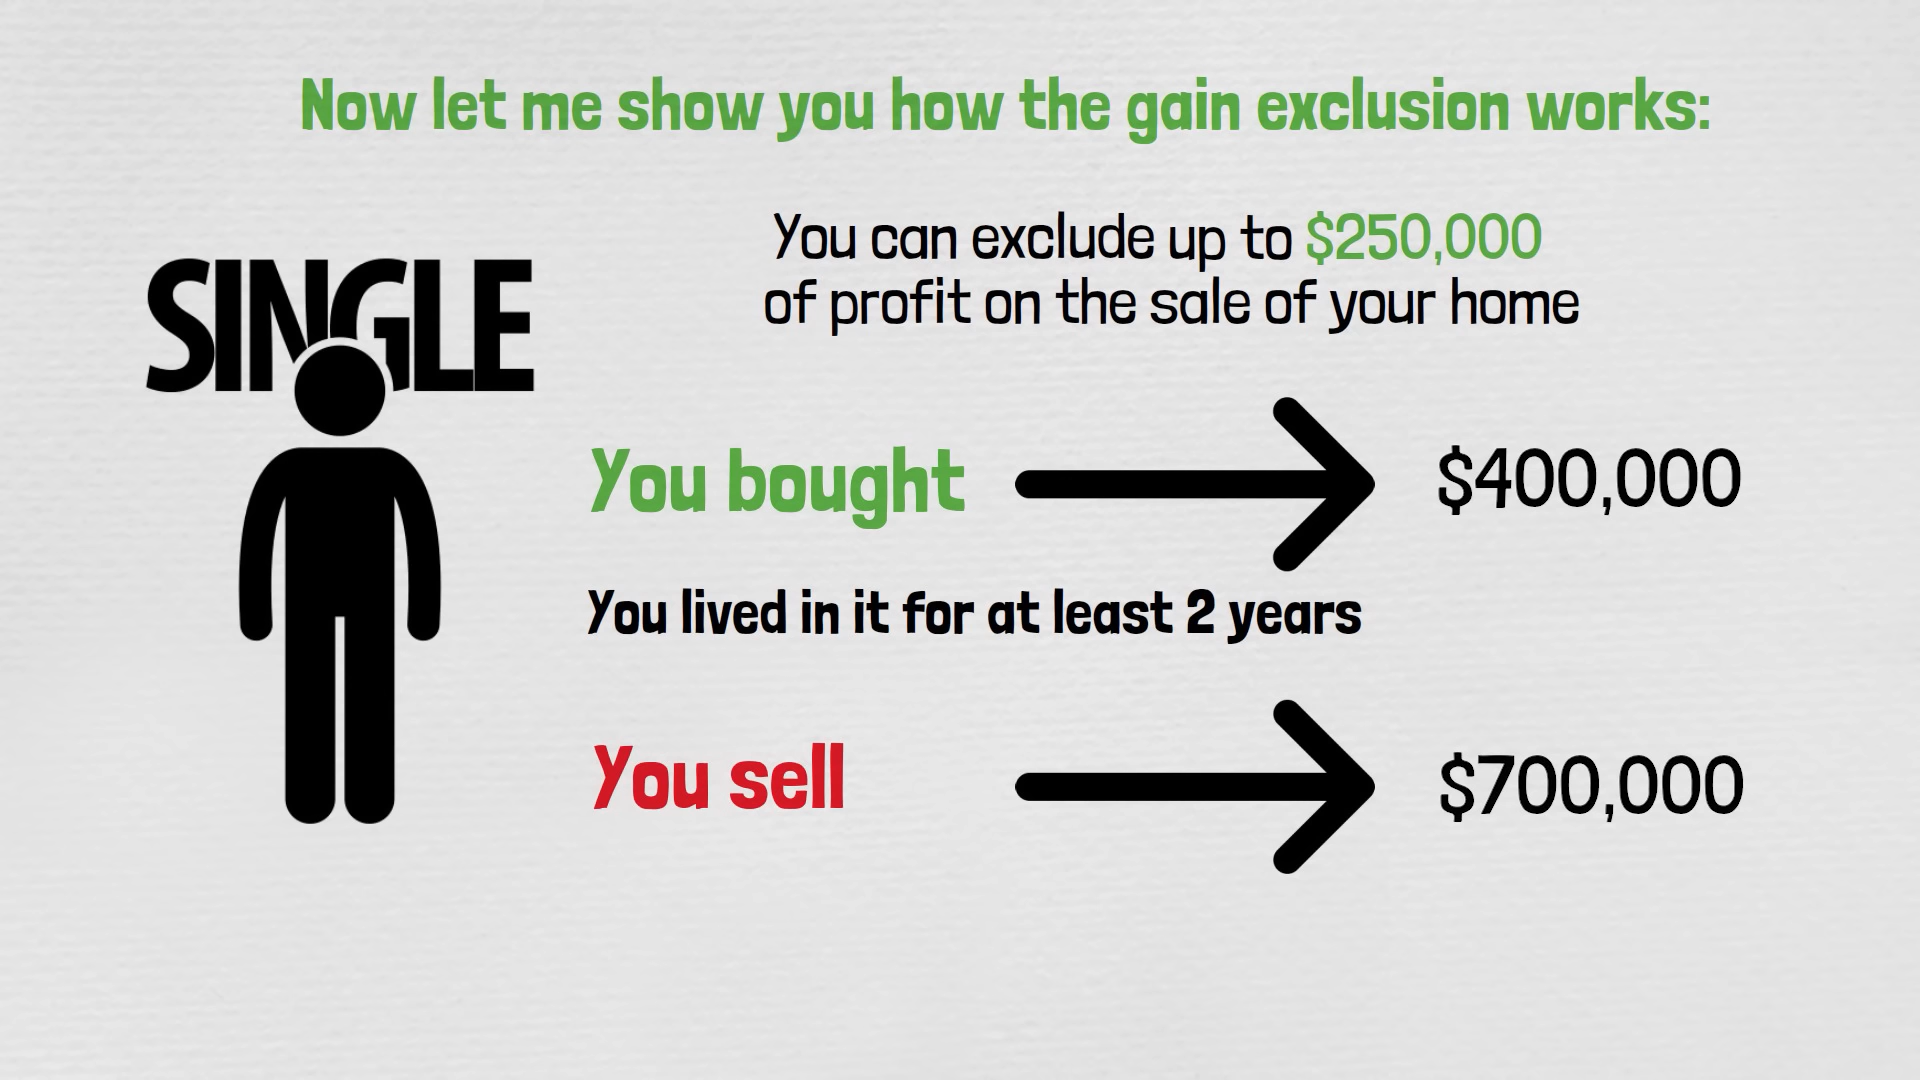 Now let me show you how the gain exclusion works:
SINGLE
You can exclude up to $250,000
of profit on the sale of your home
You bought $400,000
You lived in it for at least 2 years
You sell $700,000